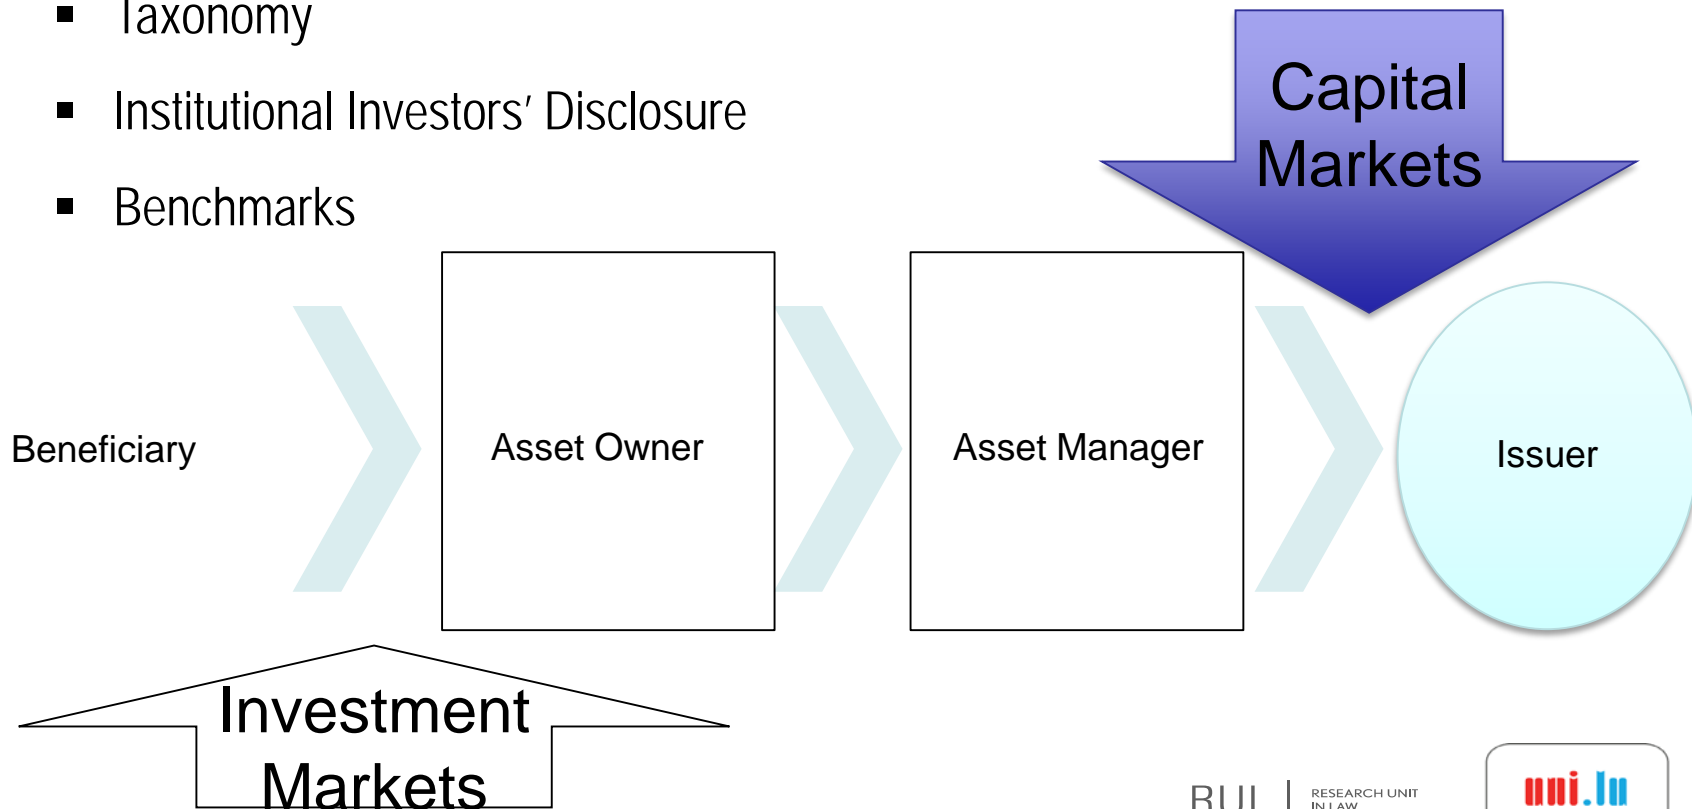 ▪ Taxonomy
▪ Institutional Investors’ Disclosure
▪ Benchmarks
Capital
Markets
Beneficiary
Asset Owner
Asset Manager
Issuer
Investment
Markets
RUL
RESEARCH UNIT
IN LAW
uni.lu